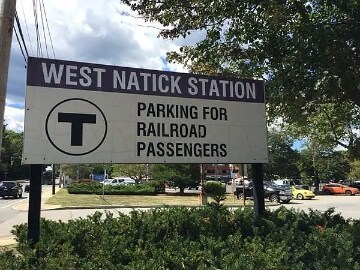 WEST NATICK STATION
T
PARKING FOR
RAILROAD
PASSENGERS